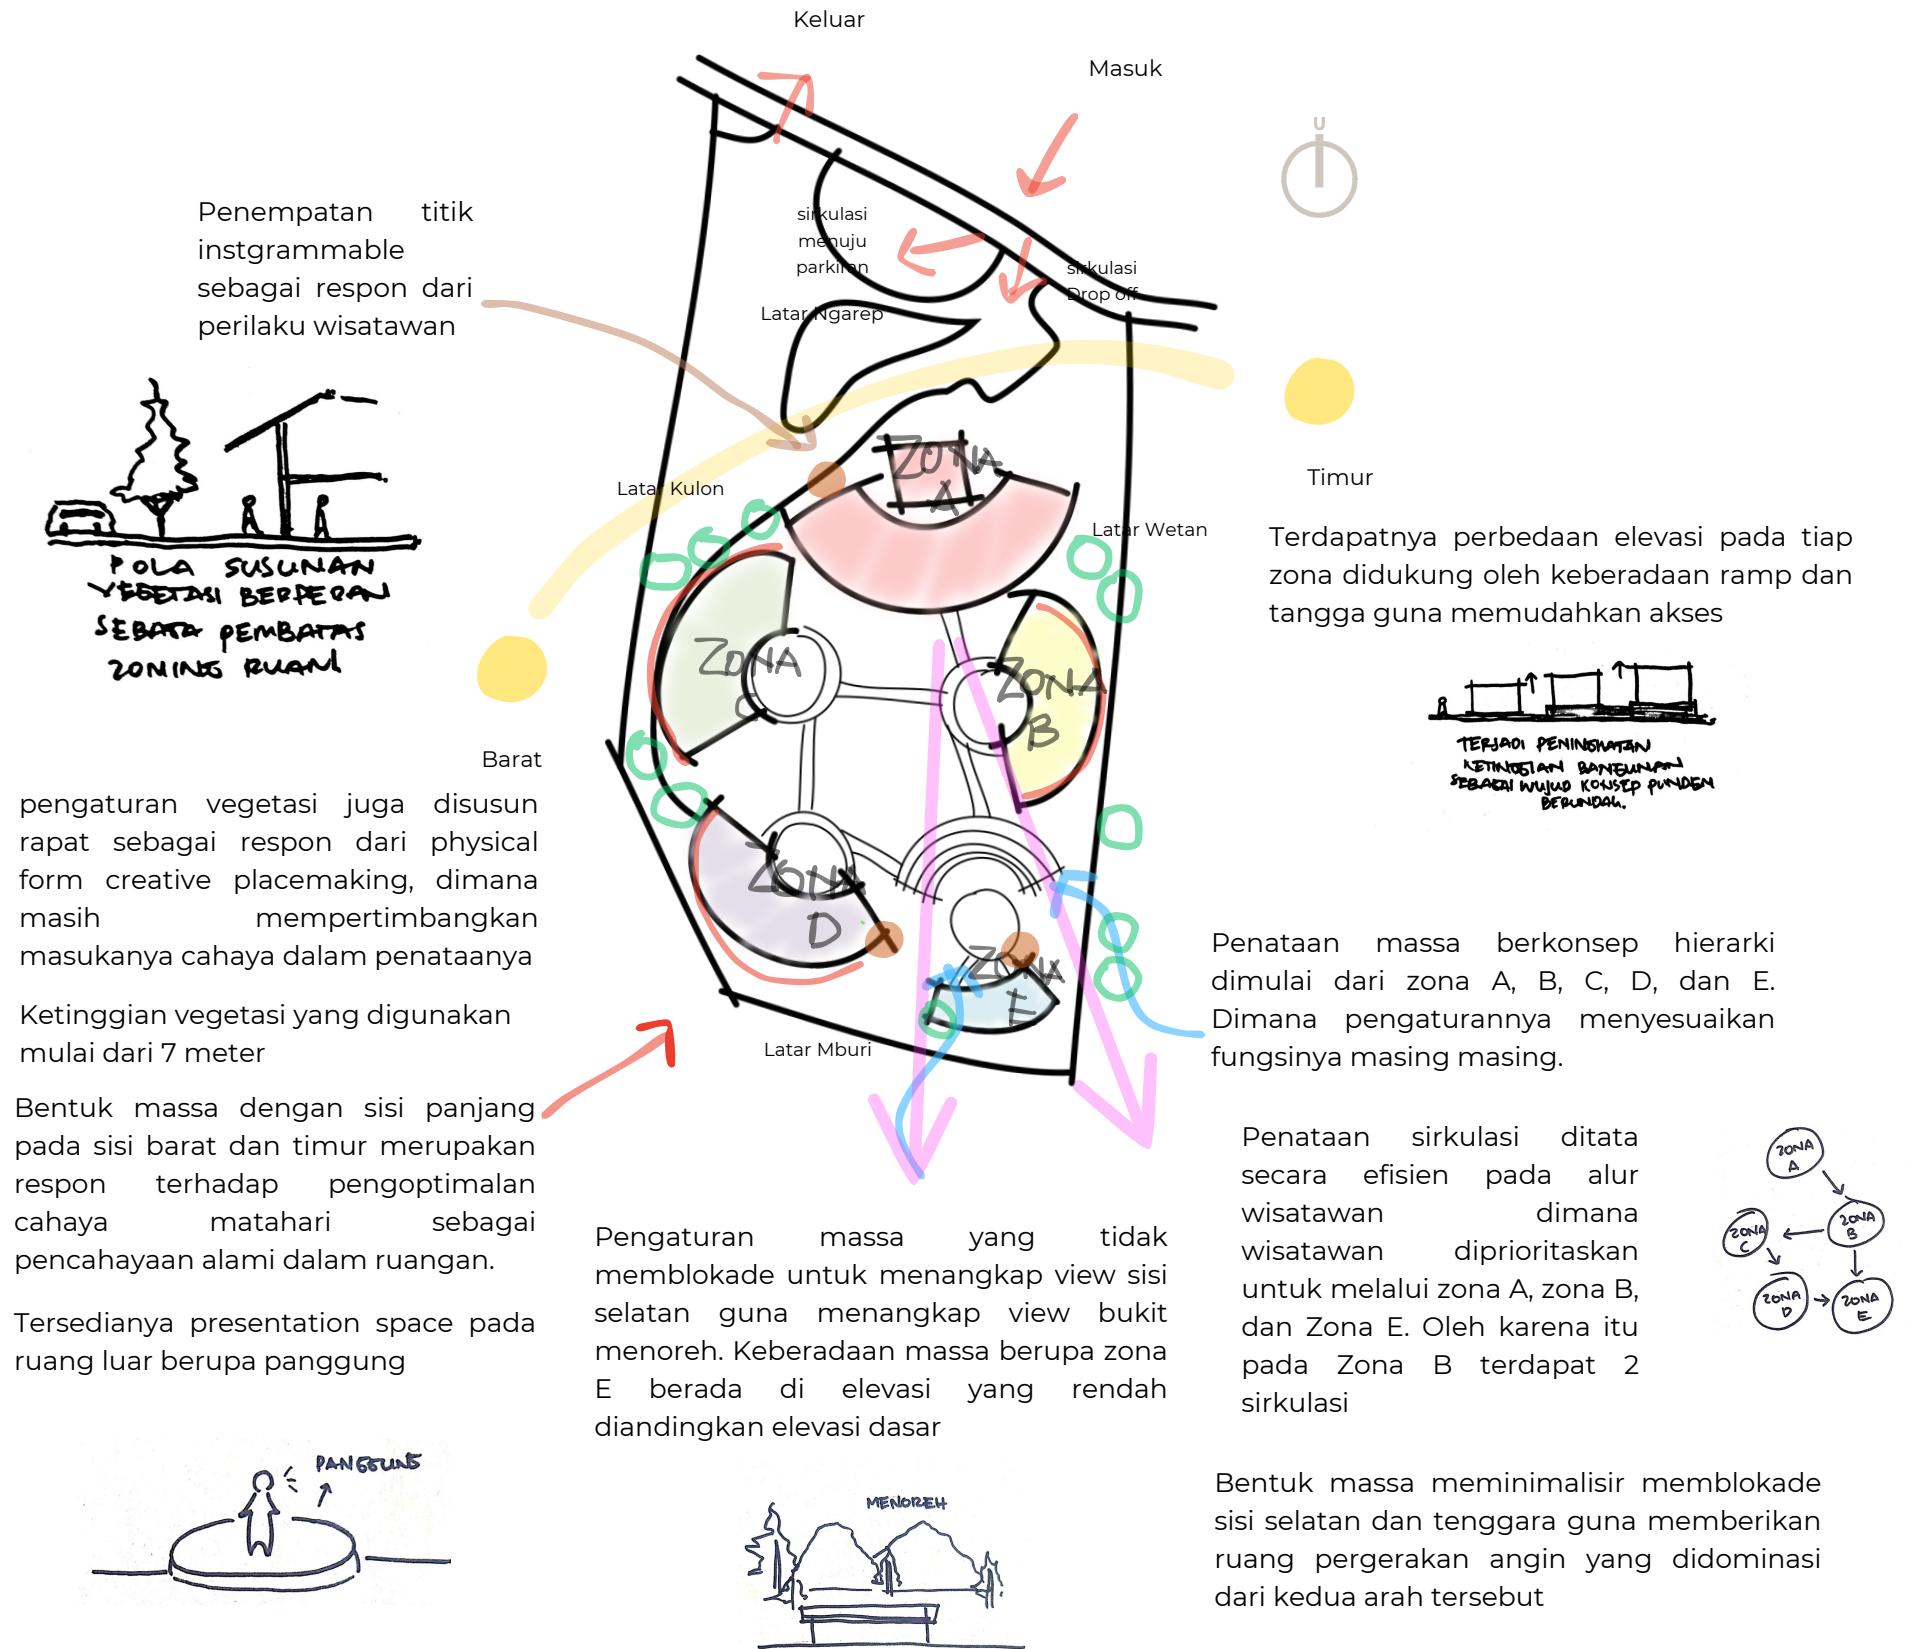 Keluar
Masuk
U
Penempatan titik
instgrammable
sebagai respon dari
perilaku wisatawan
sirkulasi
menuju
parkiran
sirkulasi
Drop off
Latar Ngarep
Latar Kulon
Latar Wetan
ZONA
A
ZONA
B
ZONA
C
ZONA
D
ZONA
E
Latar Mburi
Timur
Barat
POLA SUSUNAN
VEGETASI BERPERAN
SEBAGA PEMBATAS
ZONING RUANG
Terdapatnya perbedaan elevasi pada tiap
zona didukung oleh keberadaan ramp dan
tangga guna memudahkan akses
TERJADI PENINGKATAN
KETINGGIAN BANGUNAN
SEBAGAI WUJUD KONSEP PUNDEN
BERUNDAK.
pengaturan vegetasi juga disusun
rapat sebagai respon dari physical
form creative placemaking, dimana
masih mempertimbangkan
masukanya cahaya dalam penataanya
Ketinggian vegetasi yang digunakan
mulai dari 7 meter
Bentuk massa dengan sisi panjang
pada sisi barat dan timur merupakan
respon terhadap pengoptimalan
cahaya matahari sebagai
pencahayaan alami dalam ruangan.
Tersedianya presentation space pada
ruang luar berupa panggung
PANGGUNG
Pengaturan massa yang tidak
memblokade untuk menangkap view sisi
selatan guna menangkap view bukit
menoreh. Keberadaan massa berupa zona
E berada di elevasi yang rendah
diandingkan elevasi dasar
MENOREH
Penataan massa berkonsep hierarki
dimulai dari zona A, B, C, D, dan E.
Dimana pengaturannya menyesuaikan
fungsinya masing masing.
Penataan sirkulasi ditata
secara efisien pada alur
wisatawan dimana
wisatawan diprioritaskan
untuk melalui zona A, zona B,
dan Zona E. Oleh karena itu
pada Zona B terdapat 2
sirkulasi
ZONA
A
ZONA
B
ZONA
C
ZONA
D
ZONA
E
Bentuk massa meminimalisir memblokade
sisi selatan dan tenggara guna memberikan
ruang pergerakan angin yang didominasi
dari kedua arah tersebut